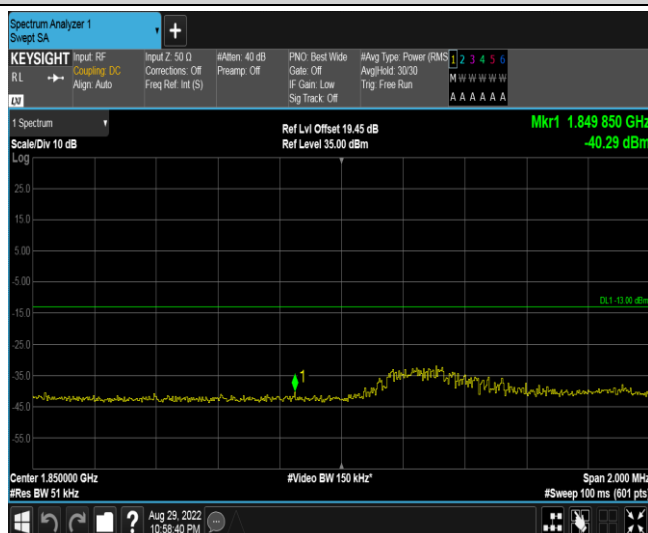 Spectrum Analyzer 1
Swept SA
+
KEYSIGHT
RL
Input: RF
Coupling: DC
Align: Auto
Input Z: 50 Ω
Corrections: Off
Freq Ref: Int (S)
#Atten: 40 dB
Preamp: Off
PNO: Best Wide
Gate: Off
IF Gain: Low
Sig Track: Off
#Avg Type: Power (RMS
Avg|Hold: 30/30
Trig: Free Run
1 2 3 4 5 6
M W W W W W
A A A A A A
LXI
1 Spectrum
Scale/Div 10 dB
Ref Lvl Offset 19.45 dB
Ref Level 35.00 dBm
Mkr1 1.849 850 GHz
-40.29 dBm
Log
25.0
15.0
5.00
-5.00
DL1 -13.00 dBm
-15.0
-25.0
-35.0
1
-45.0
-55.0
Center 1.850000 GHz
#Video BW 150 kHz*
Span 2.000 MHz
#Res BW 51 kHz
#Sweep 100 ms (601 pts)
?
Aug 29, 2022
10:58:40 PM